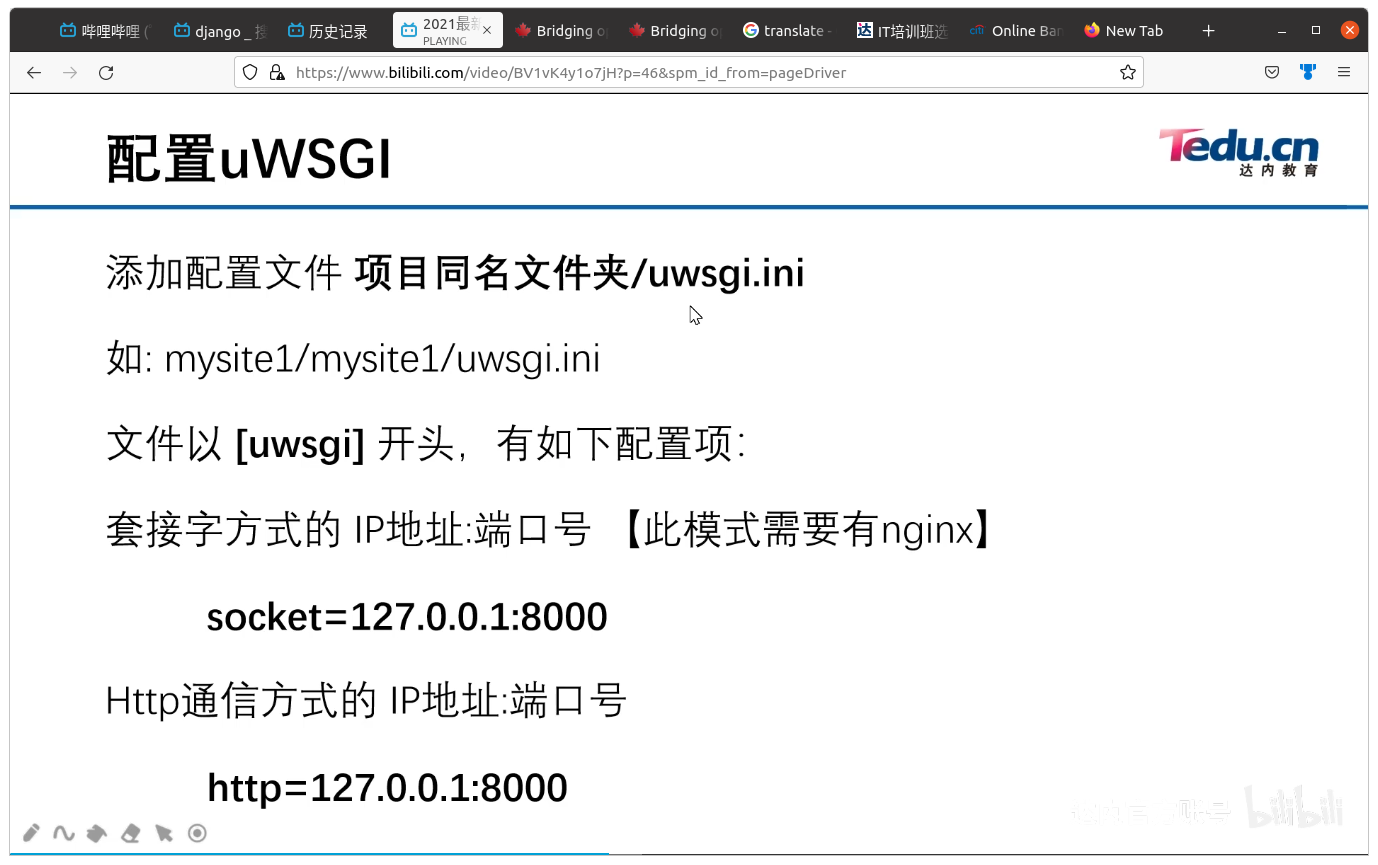 哔哩哔哩 (
django _ 搜
历史记录
2021最新
PLAYING
Bridging o
Bridging o
translate -
IT培训班选
Online Ban
New Tab
https://www.bilibili.com/video/BV1vK4y1o7jH?p=46&spm_id_from=pageDriver
配置uWSGI
Tedu.cn
达内教育
添加配置文件 项目同名文件夹/uwsgi.ini
如: mysite1/mysite1/uwsgi.ini
文件以 [uwsgi] 开头，有如下配置项：
套接字方式的 IP地址:端口号 【此模式需要有nginx】
socket=127.0.0.1:8000
Http通信方式的 IP地址:端口号
http=127.0.0.1:8000
bilibili